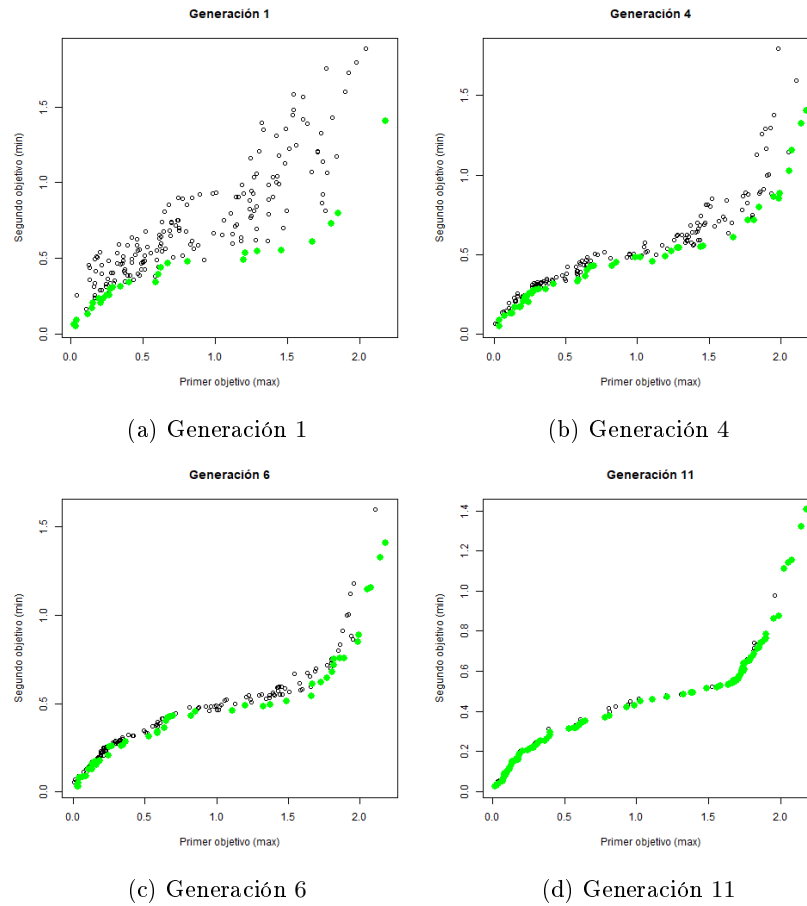 Generación 1
Segundo objetivo (min)
0.0 0.5 1.0 1.5
0.0 0.5 1.0 1.5 2.0
Primer objetivo (max)
(a) Generación 1
Generación 4
Segundo objetivo (min)
0.0 0.5 1.0 1.5
0.0 0.5 1.0 1.5 2.0
Primer objetivo (max)
(b) Generación 4
Generación 6
Segundo objetivo (min)
0.0 0.5 1.0 1.5
0.0 0.5 1.0 1.5 2.0
Primer objetivo (max)
(c) Generación 6
Generación 11
Segundo objetivo (min)
0.0 0.2 0.4 0.6 0.8 1.0 1.2 1.4
0.0 0.5 1.0 1.5 2.0
Primer objetivo (max)
(d) Generación 11